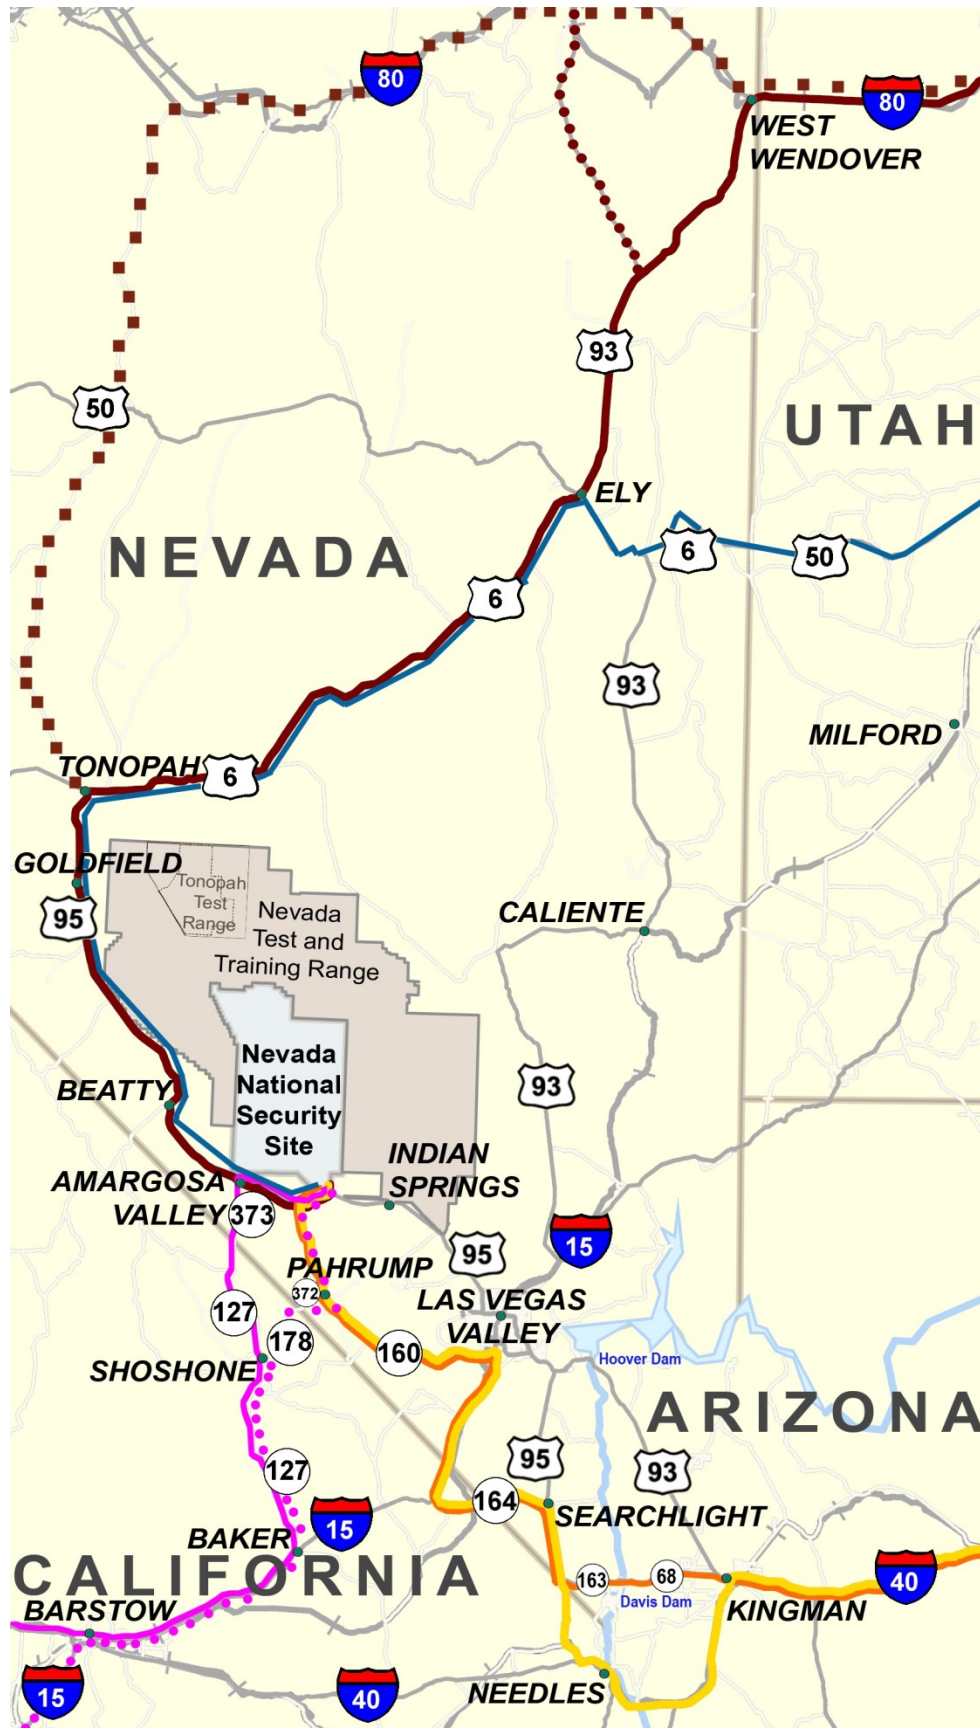 80
80
WEST
WENDOVER
93
50
UTAH
ELY
NEVADA
6
50
6
93
MILFORD
TONOPAH
6
GOLDFIELD
Tonopah
Test
Range
Nevada
Test and
Training Range
95
CALIENTE
Nevada
National
Security
Site
93
BEATTY
INDIAN
SPRINGS
AMARGOSA
VALLEY
373
15
95
PAHRUMP
372
LAS VEGAS
VALLEY
127
178
160
Hoover Dam
SHOSHONE
ARIZONA
95
93
127
164
SEARCHLIGHT
15
BAKER
CALIFORNIA
163
68
40
Davis Dam
KINGMAN
BARSTOW
NEEDLES
15
40